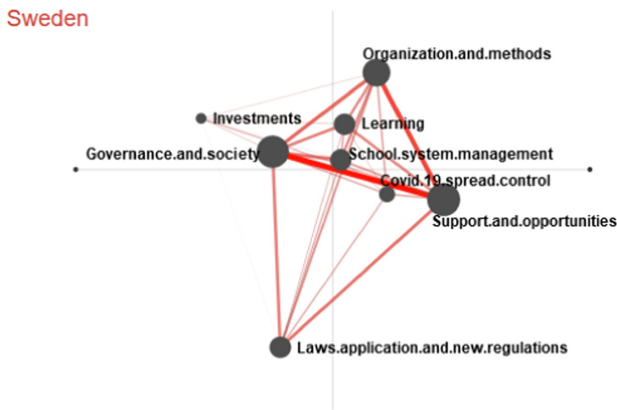 Sweden
Organization.and.methods
Investments
Learning
Governance.and.society
School.system.management
Covid.19.spread.control
Support.and.opportunities
Laws.application.and.new.regulations